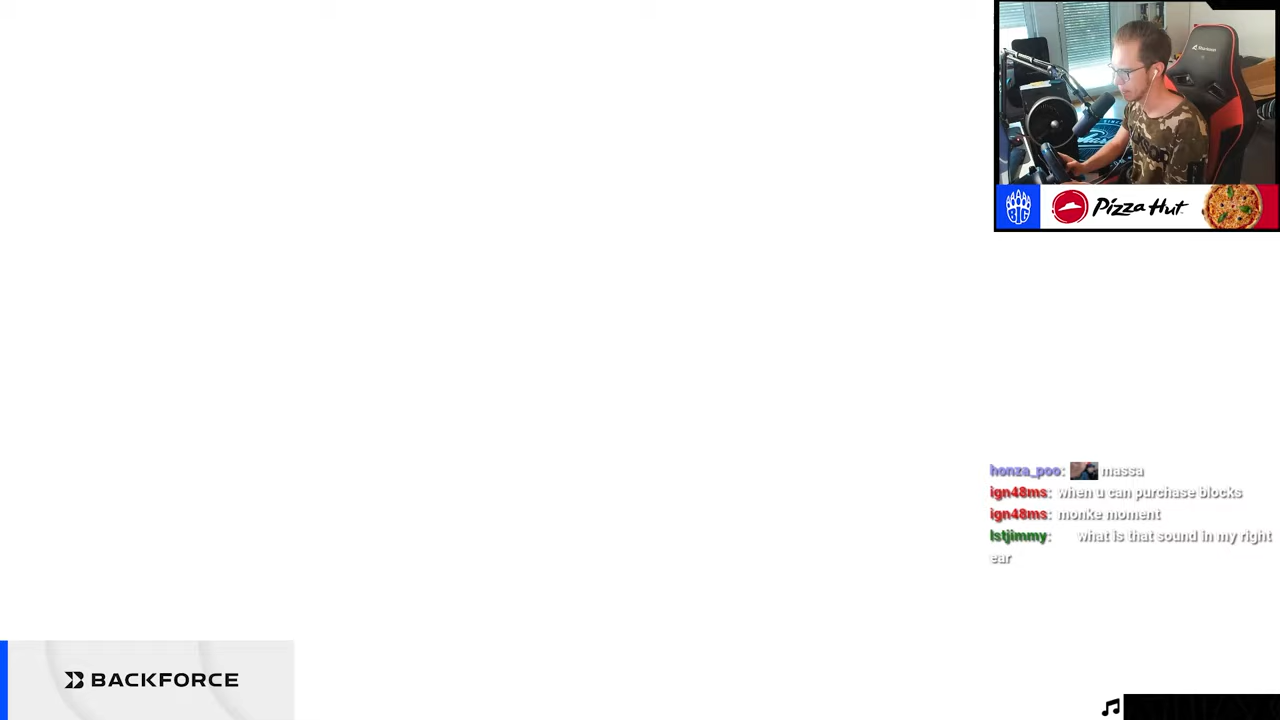 Pizza Hut
honza_poo: massa
ign48ms: when u can purchase blocks
ign48ms: monke moment
lstjimmy: what is that sound in my right
ear
BACKFORCE